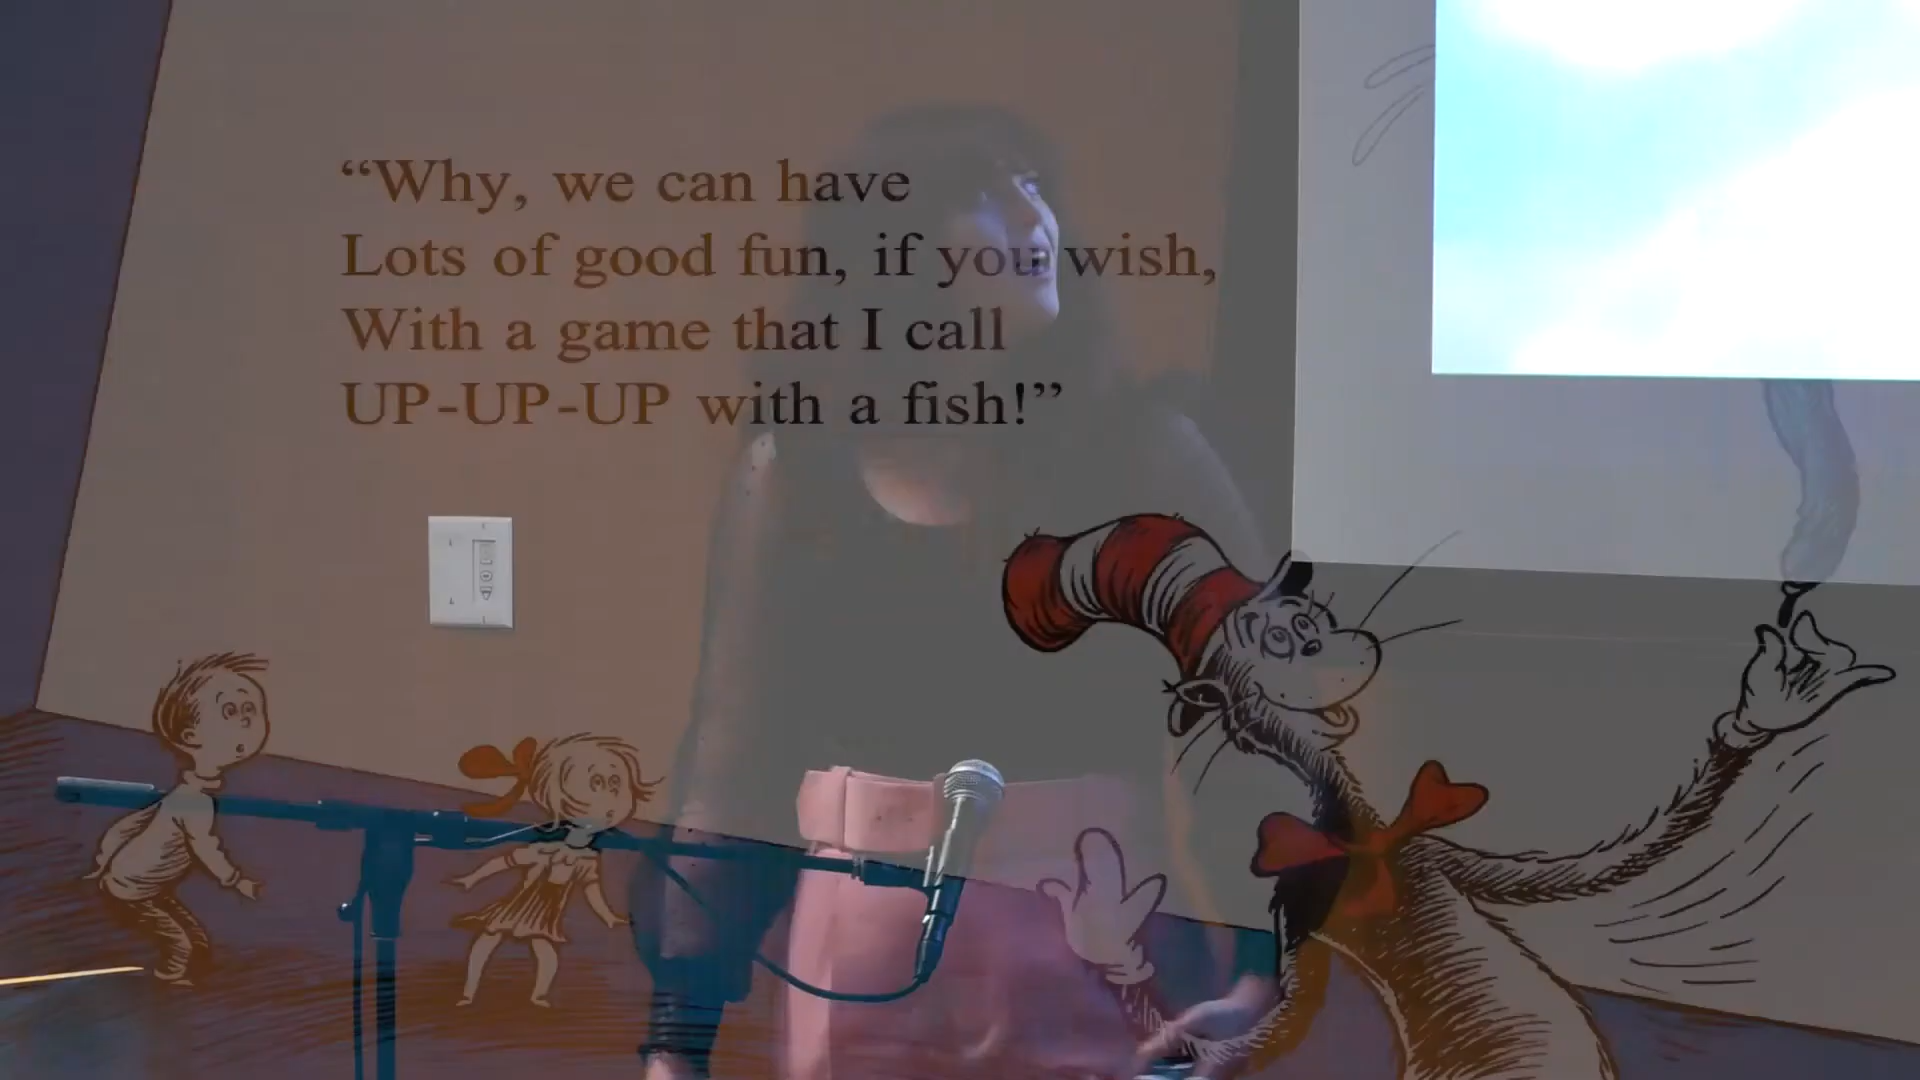 “Why, we can have
Lots of good fun, if you wish,
With a game that I call
UP-UP-UP with a fish!”